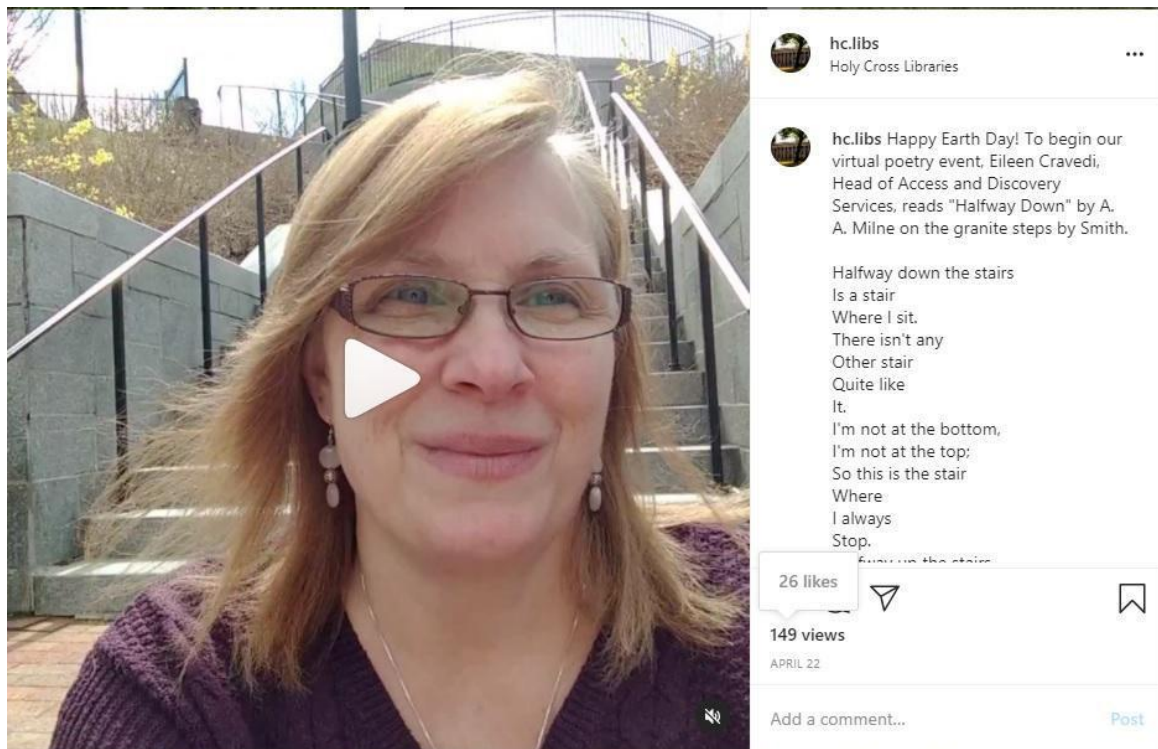 hc.libs
Holy Cross Libraries
hc.libs Happy Earth Day! To begin our
virtual poetry event, Eileen Cravedi,
Head of Access and Discovery
Services, reads "Halfway Down" by A.
A. Milne on the granite steps by Smith.
Halfway down the stairs
Is a stair
Where I sit.
There isn't any
Other stair
Quite like
It.
I'm not at the bottom,
I'm not at the top;
So this is the stair
Where
I always
Stop.
up the stairs
26 likes
149 views
APRIL 22
Add a comment...
Post